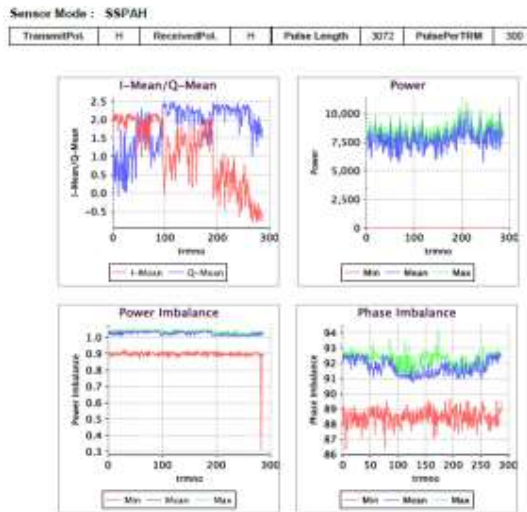 Sensor Mode : SSPAH
TransmitPol. H ReceivedPol. H Pulse Length 3072 PulsePerTRM 300
I-Mean/Q-Mean
I-Mean/Q-Mean
2.5
2.0
1.5
1.0
0.5
0.0
-0.5
0 100 200 300
trmno
I-Mean Q-Mean
Power
Power
10,000
7,500
5,000
2,500
0
0 100 200 300
trmno
Min Mean Max
Power Imbalance
Power Imbalance
1.0
0.9
0.8
0.7
0.6
0.5
0.4
0.3
0 100 200 300
trmno
Min Mean Max
Phase Imbalance
Phase Imbalance
94
93
92
91
90
89
88
87
86
0 50 100 150 200 250 300
trmno
Min Mean Max